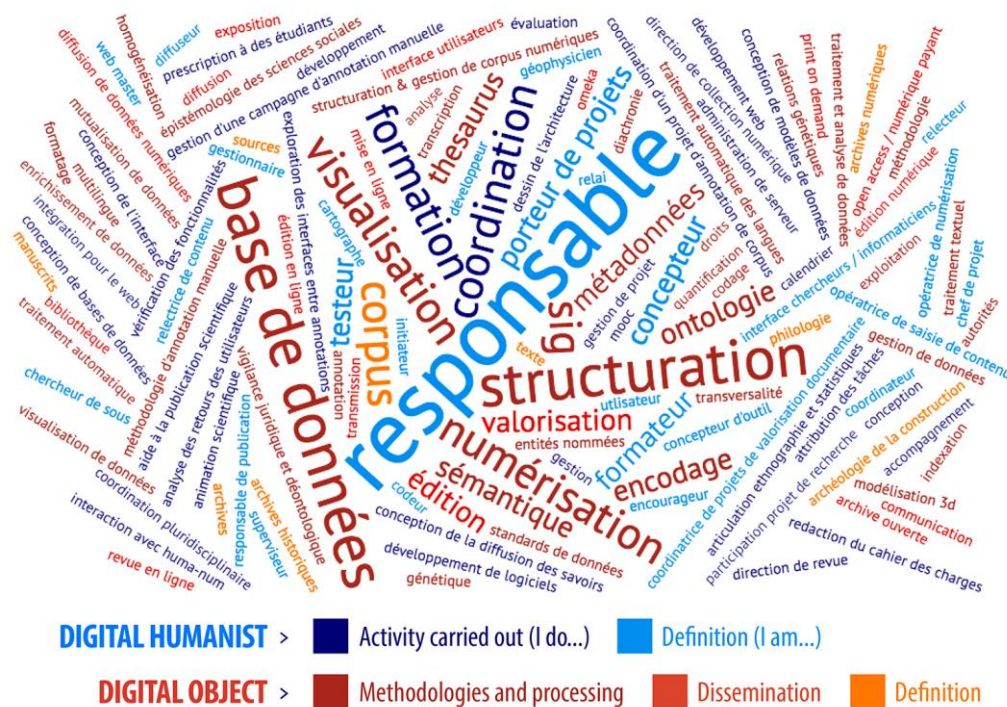 homogénéisation
diffusion de données numériques
web master
diffuseur
exposition
prescription à des étudiants
diffusion
épistémologie des sciences sociales
développement
gestion d'une campagne d'annotation manuelle
évaluation
interface utilisateurs
structuration & gestion de corpus numériques
analyse
transcription
thesaurus
géophysicien
omeka
diachronie
dessin de l'architecture
développeur
relai
coordination d'un projet d'annotation de corpus
direction de collection numérique
traitement automatique des langues
administration de serveur
développement web
conception de modèles de données
relations génétiques
print on demand
traitement et analyse de données
archives numériques
open access / numérique payant
méthodologie
édition numérique
relecteur
formatage
mutualisation de données
multilingue
enrichissement de données
conception de l'interface
intégration pour le web
conception de bases de données
manuscrits
bibliothèque
traitement automatique
sources
gestionnaire
vérification des fonctionnalités
relectrice de contenu
méthodologie d'annotation manuelle
exploration des interfaces entre annotations
cartographe
mise en ligne
édition en ligne
base de données
visualisation
formation
coordination
porteur de projets
responsable
testeur
corpus
initiateur
annotation
transmission
texte
sig
métadonnées
concepteur
gestion de projet
mooc
droits
quantification
codage
ontologie
calendrier
interface chercheurs / informaticiens
exploitation
opératrice de numérisation
traitement textuel
chef de projet
autorités
opératrice de saisie de contenu
gestion de données
philologie
structuration
transversalité
valorisation
utlisateur
entités nommées
concepteur d'outil
formateur
numérisation
sémantique
édition
codeur
encodage
gestion
encourageur
coordinatrice de projets de valorisation documentaire
articulation ethnographie et statistiques
attribution des tâches
coordinateur
conception
participation projet de recherche
archéologie de la construction
accompagnement
indexation
modélisation 3d
communication
archive ouverte
redaction du cahier des charges
direction de revue
chercheur de sous
visualisation de données
aide à la publication scientifique
analyse des retours des utilisateurs
animation scientifique
vigilance juridique et déontologique
coordination pluridisciplinaire
interaction avec huma-num
revue en ligne
archives
responsable de publication
superviseur
archives historiques
conception de la diffusion des savoirs
standards de données
développement de logiciels
génétique
DIGITAL HUMANIST > Activity carried out (I do...) Definition (I am...)
DIGITAL OBJECT > Methodologies and processing Dissemination Definition